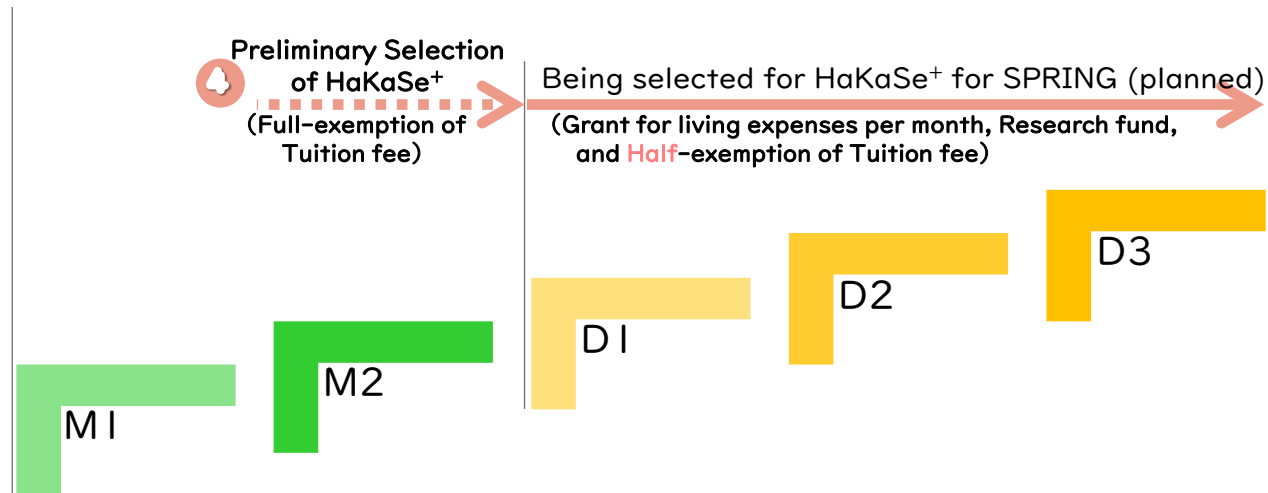 Preliminary Selection
of HaKaSe⁺
(Full-exemption of
Tuition fee)
Being selected for HaKaSe⁺ for SPRING (planned)
(Grant for living expenses per month, Research fund,
and Half-exemption of Tuition fee)
M1
M2
D1
D2
D3